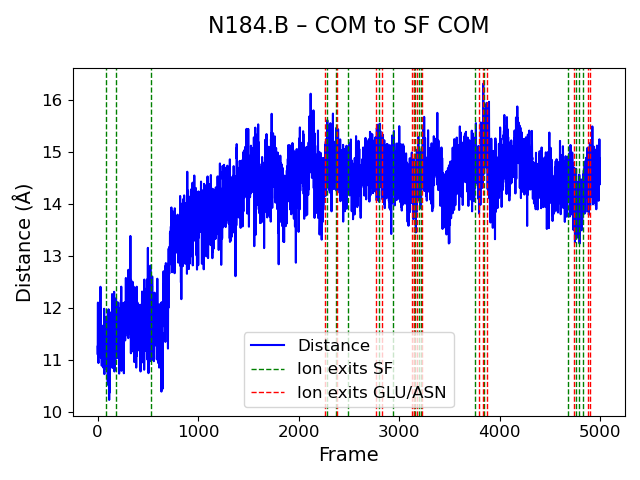 N184.B – COM to SF COM
Distance (Å)
16
15
14
13
12
11
10
Distance
Ion exits SF
Ion exits GLU/ASN
0
1000
2000
3000
4000
5000
Frame